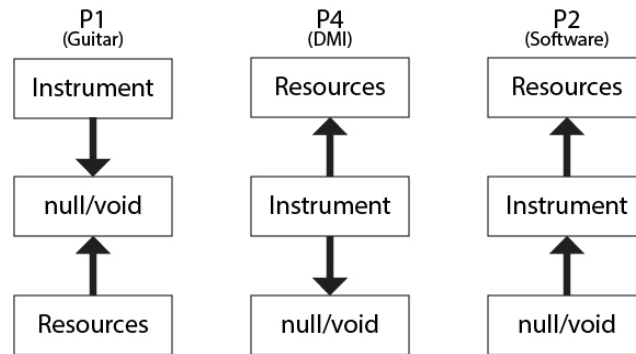 P1
(Guitar)
Instrument
null/void
Resources
P4
(DMI)
Resources
Instrument
null/void
P2
(Software)
Resources
Instrument
null/void